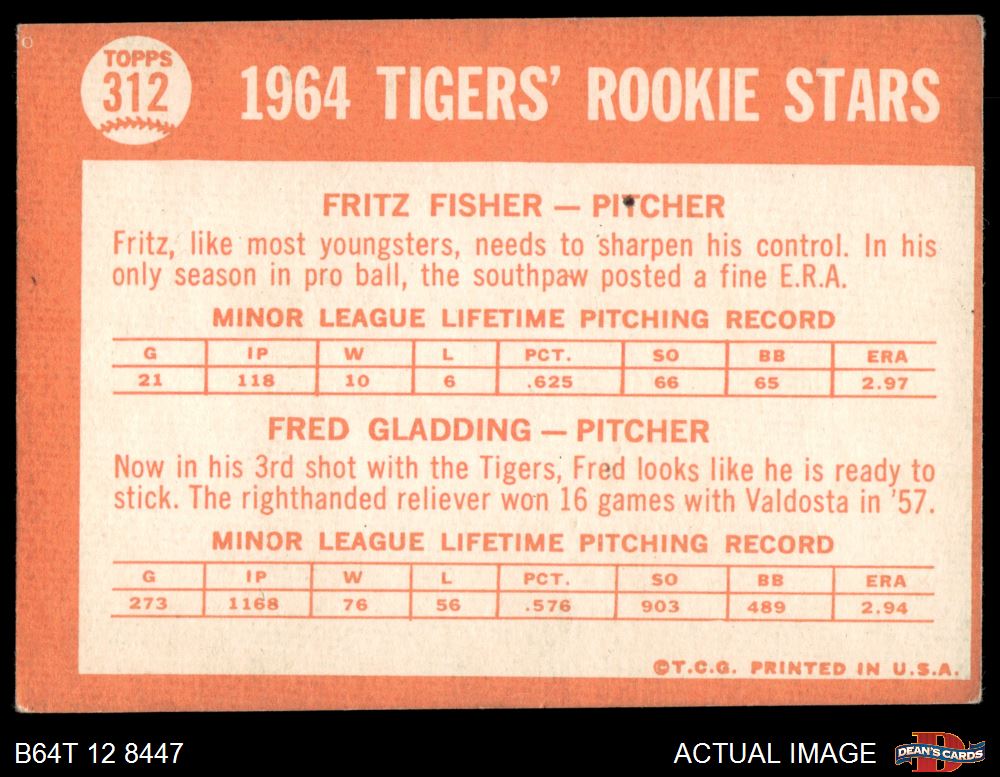 TOPPS
312
1964 TIGERS' ROOKIE STARS
FRITZ FISHER — PITCHER
Fritz, like most youngsters, needs to sharpen his control. In his
only season in pro ball, the southpaw posted a fine E.R.A.
MINOR LEAGUE LIFETIME PITCHING RECORD
G IP W L PCT. SO BB ERA
21 118 10 6 .625 66 65 2.97
FRED GLADDING — PITCHER
Now in his 3rd shot with the Tigers, Fred looks like he is ready to
stick. The righthanded reliever won 16 games with Valdosta in '57.
MINOR LEAGUE LIFETIME PITCHING RECORD
G IP W L PCT. SO BB ERA
273 1168 76 56 .576 903 489 2.94
©T.C.G. PRINTED IN U.S.A.
B64T 12 8447
ACTUAL IMAGE
D
DEAN'S CARDS